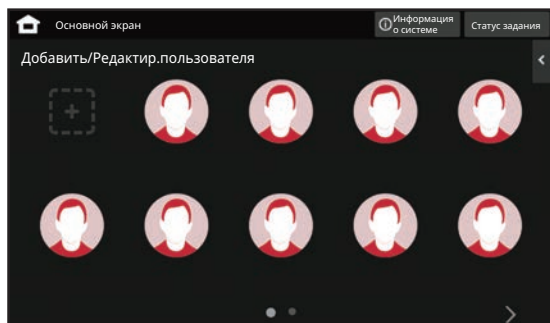 Основной экран
Информация
о системе
Статус задания
Добавить/Редактир.пользователя